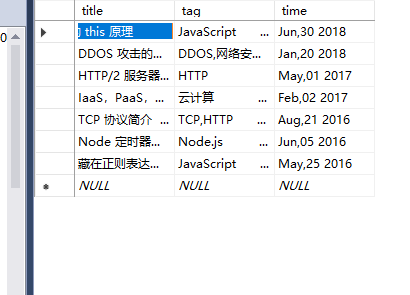 title tag time
this 原理 JavaScript ... Jun,30 2018
DDOS 攻击的... DDOS,网络安... Jan,20 2018
HTTP/2 服务器... HTTP May,01 2017
IaaS，PaaS，... 云计算 Feb,02 2017
TCP 协议简介 ... TCP,HTTP ... Aug,21 2016
Node 定时器... Node.js ... Jun,05 2016
藏在正则表达... JavaScript ... May,25 2016
NULL NULL NULL
0